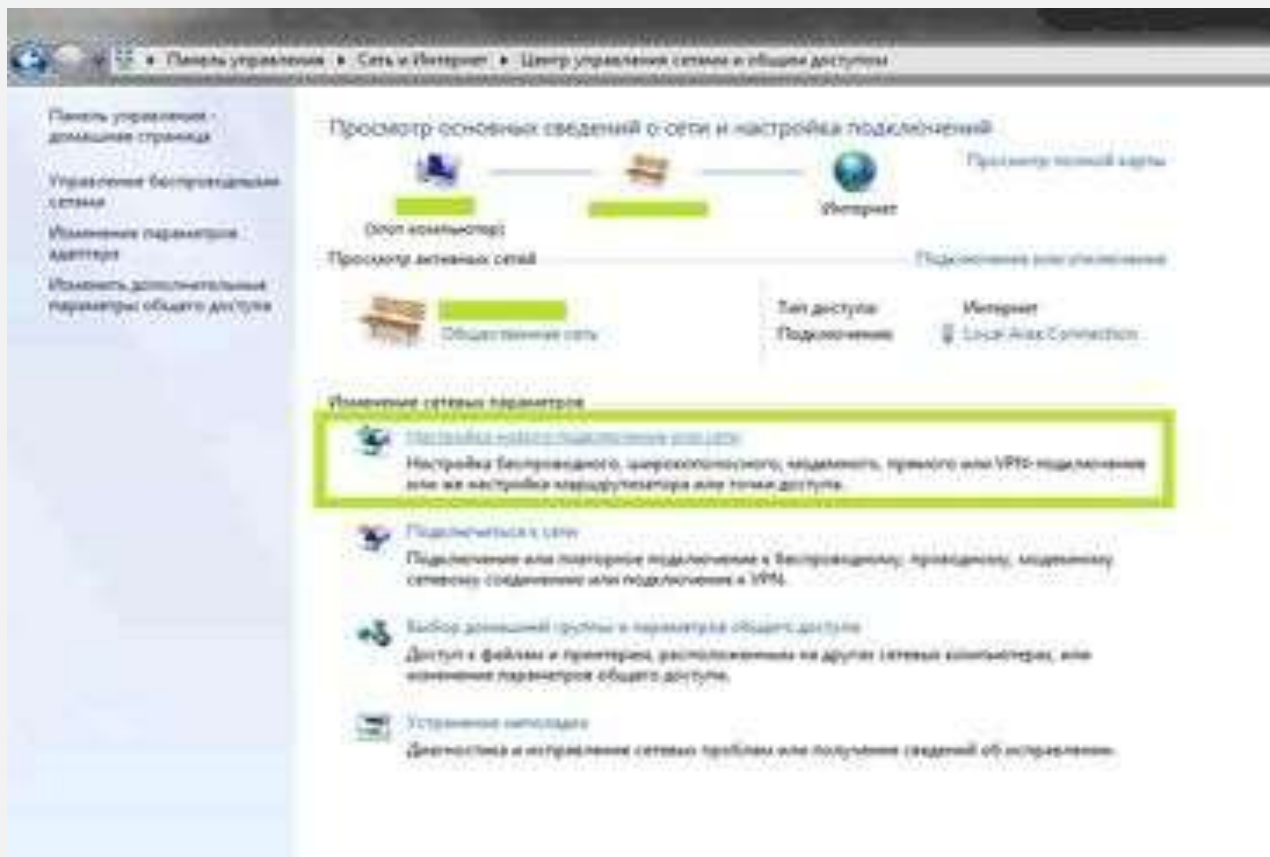 Панель управления ▸ Сеть и Интернет ▸ Центр управления сетями и общим доступом
Панель управления -
домашняя страница
Управление беспроводными
сетями
Изменение параметров
адаптера
Изменить дополнительные
параметры общего доступа
Просмотр основных сведений о сети и настройка подключений
Просмотр полной карты
(этот компьютер)
Интернет
Просмотр активных сетей
Подключение или отключение
Общественная сеть
Тип доступа: Интернет
Подключения: Local Area Connection
Изменение сетевых параметров
Настройка нового подключения или сети
Настройка беспроводного, широкополосного, модемного, прямого или VPN-подключения
или же настройка маршрутизатора или точки доступа.
Подключиться к сети
Подключение или повторное подключение к беспроводному, проводному, модемному
сетевому соединению или подключение к VPN.
Выбор домашней группы и параметров общего доступа
Доступ к файлам и принтерам, расположенным на других сетевых компьютерах, или
изменение параметров общего доступа.
Устранение неполадок
Диагностика и исправление сетевых проблем или получение сведений об исправлении.